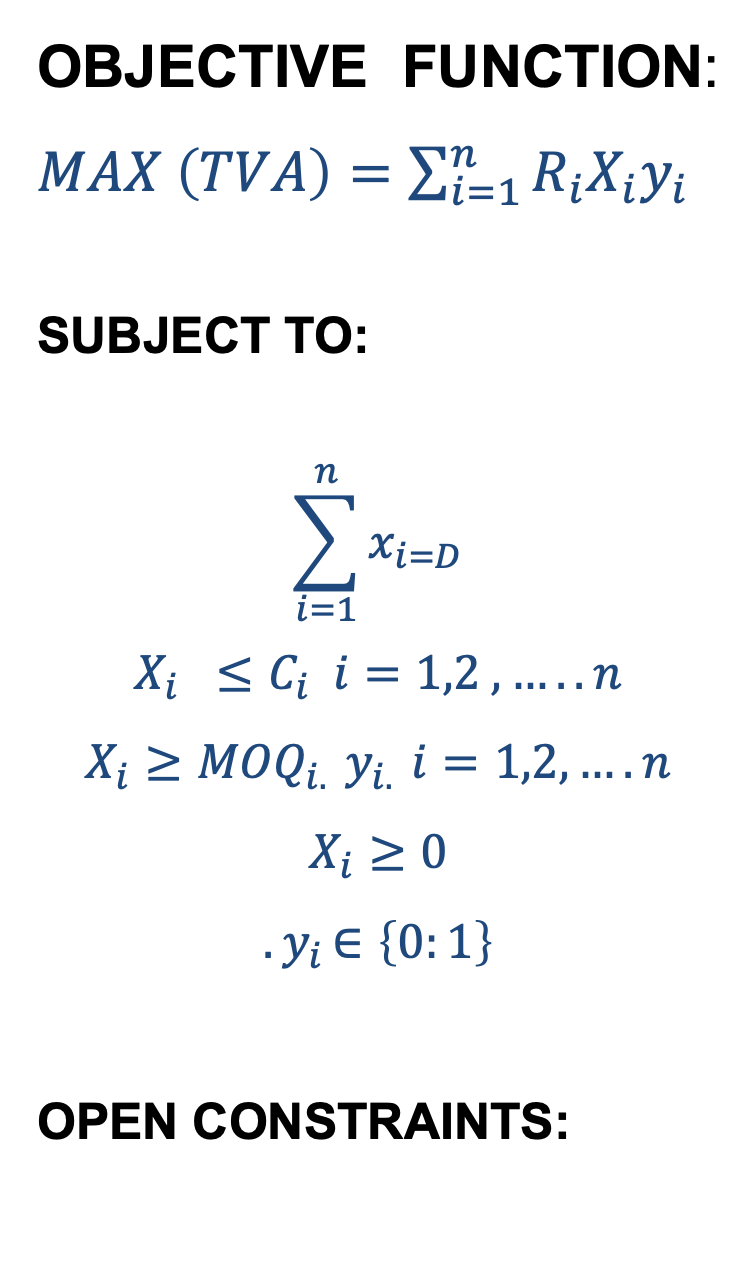 OBJECTIVE FUNCTION:
MAX (TVA) = ∑ⁿᵢ₌₁ RᵢXᵢyᵢ
SUBJECT TO:
n
∑ x_{i=D}
i=1
Xᵢ ≤ Cᵢ i = 1,2 , … . . n
Xᵢ ≥ MOQᵢ. yᵢ. i = 1,2, … . n
Xᵢ ≥ 0
. yᵢ ∈ {0: 1}
OPEN CONSTRAINTS: